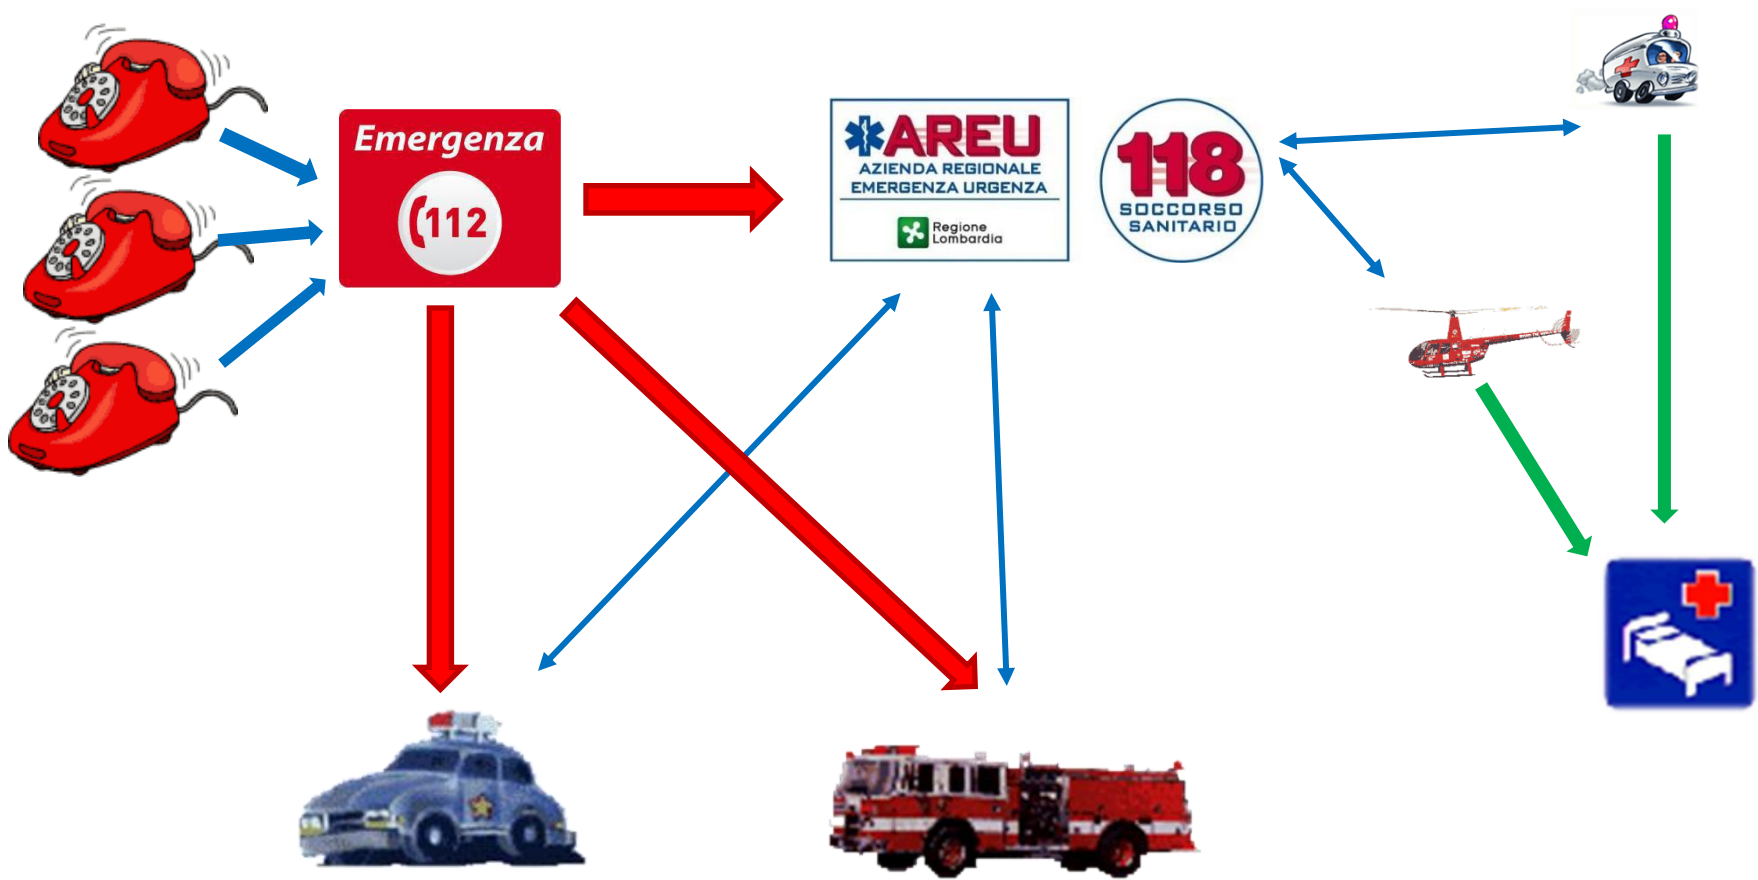 Emergenza
112
AREU
AZIENDA REGIONALE
EMERGENZA URGENZA
Regione
Lombardia
118
SOCCORSO
SANITARIO